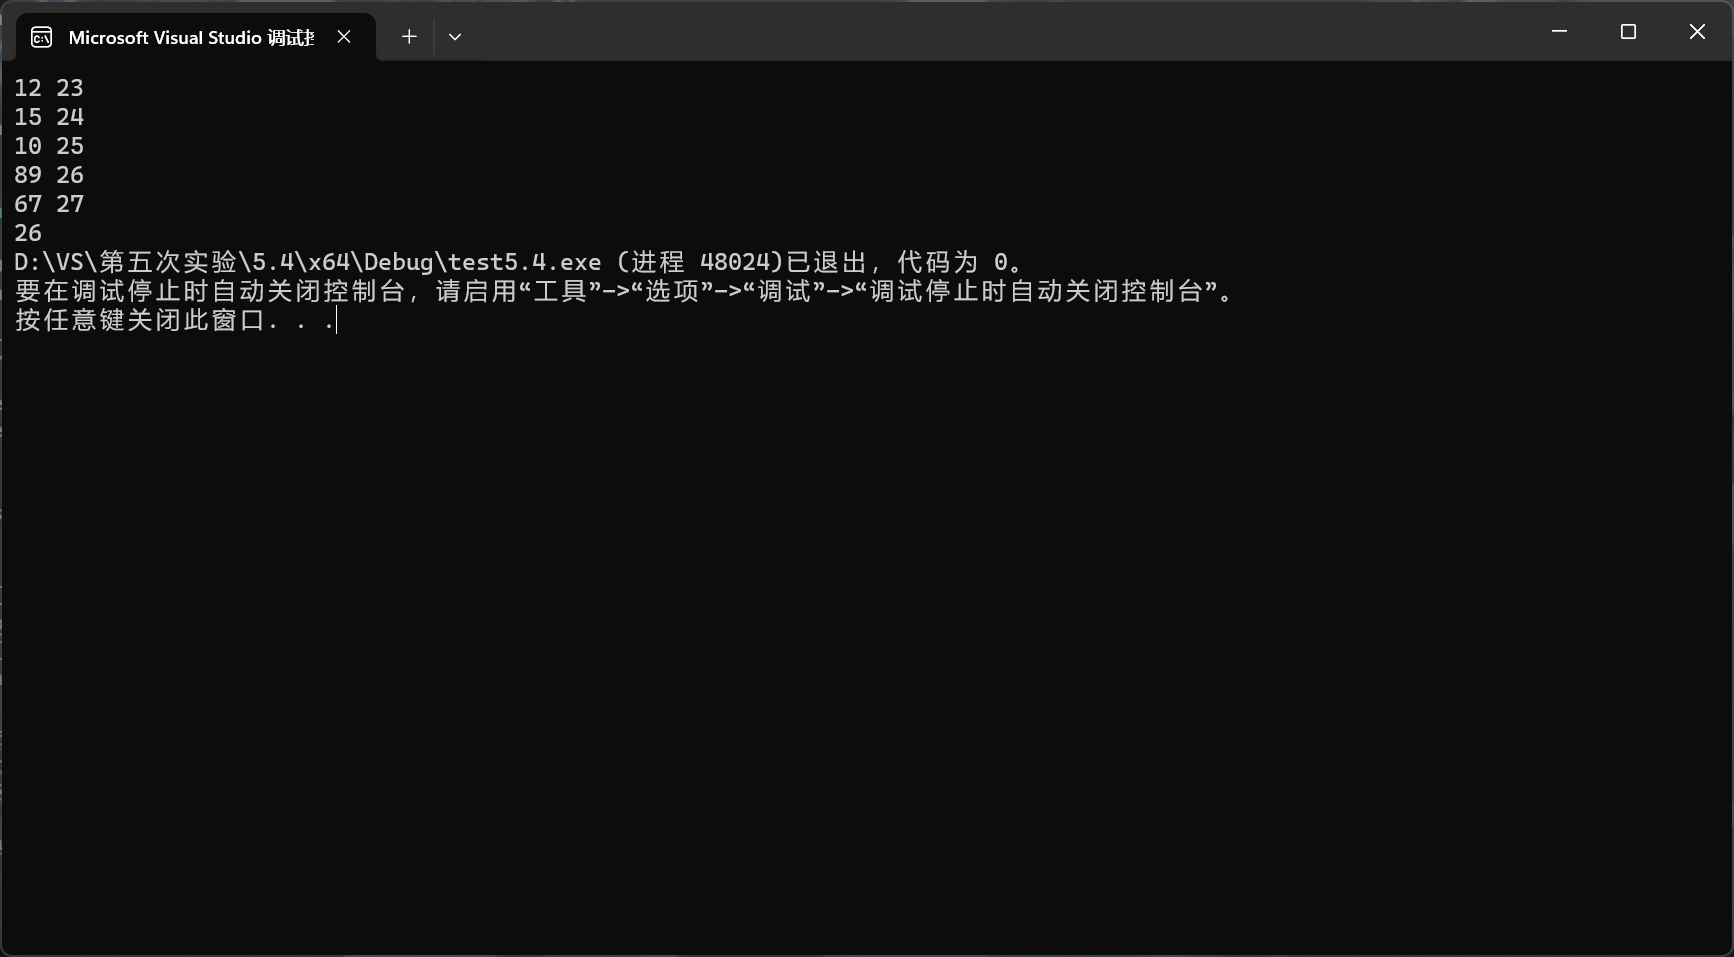 Microsoft Visual Studio 调试
12 23
15 24
10 25
89 26
67 27
26
D:\VS\第五次实验\5.4\x64\Debug\test5.4.exe (进程 48024)已退出，代码为 0。
要在调试停止时自动关闭控制台，请启用“工具”->“选项”->“调试”->“调试停止时自动关闭控制台”。
按任意键关闭此窗口. . .